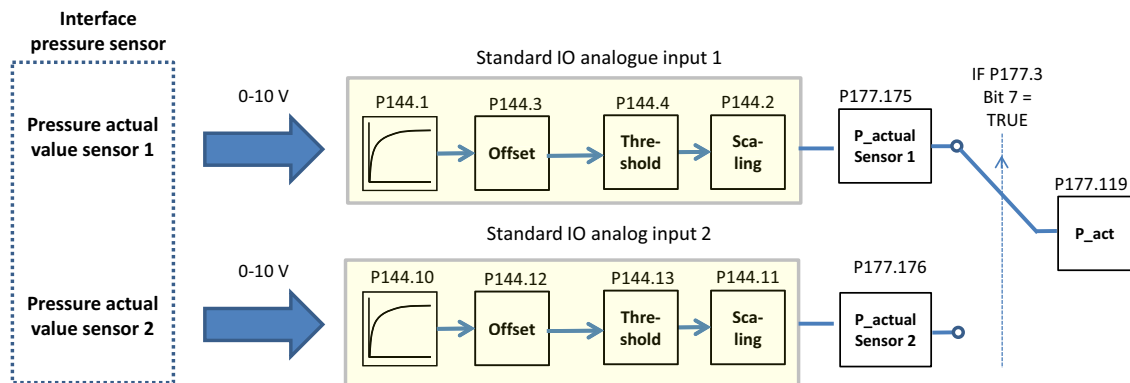 Interface
pressure sensor
Pressure actual
value sensor 1
Pressure actual
value sensor 2
0-10 V
0-10 V
Standard IO analogue input 1
P144.1
P144.3
P144.4
P144.2
Offset
Thre-
shold
Sca-
ling
P177.175
P_actual
Sensor 1
IF P177.3
Bit 7 =
TRUE
P177.119
P_act
Standard IO analog input 2
P144.10
P144.12
P144.13
P144.11
Offset
Thre-
shold
Sca-
ling
P177.176
P_actual
Sensor 2